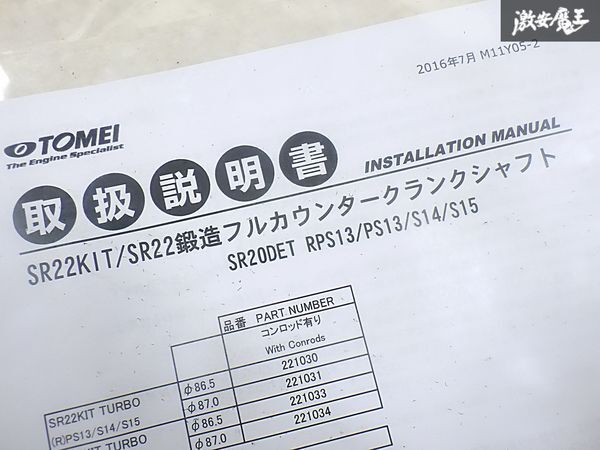 激安魔王
2016年7月 M11Y05-2
TOMEI
The Engine Specialist
取扱説明書 INSTALLATION MANUAL
SR22KIT/SR22鍛造フルカウンタークランクシャフト
SR20DET RPS13/PS13/S14/S15
品番 PART NUMBER
コンロッド有り
With Conrods
φ86.5 221030
SR22KIT TURBO φ87.0 221031
(R)PS13/S14/S15 φ86.5 221033
KIT TURBO φ87.0 221034